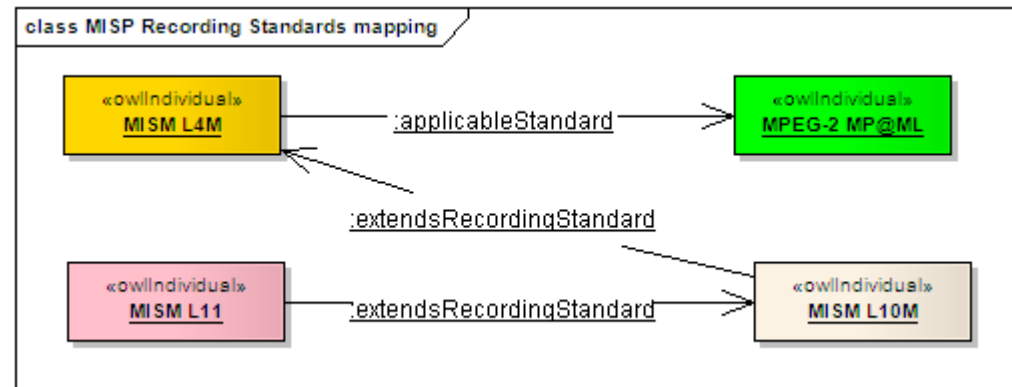 class MISP Recording Standards mapping
«owlIndividual»
MISM L4M
:applicableStandard
«owlIndividual»
MPEG-2 MP@ML
:extendsRecordingStandard
«owlIndividual»
MISM L11
:extendsRecordingStandard
«owlIndividual»
MISM L10M